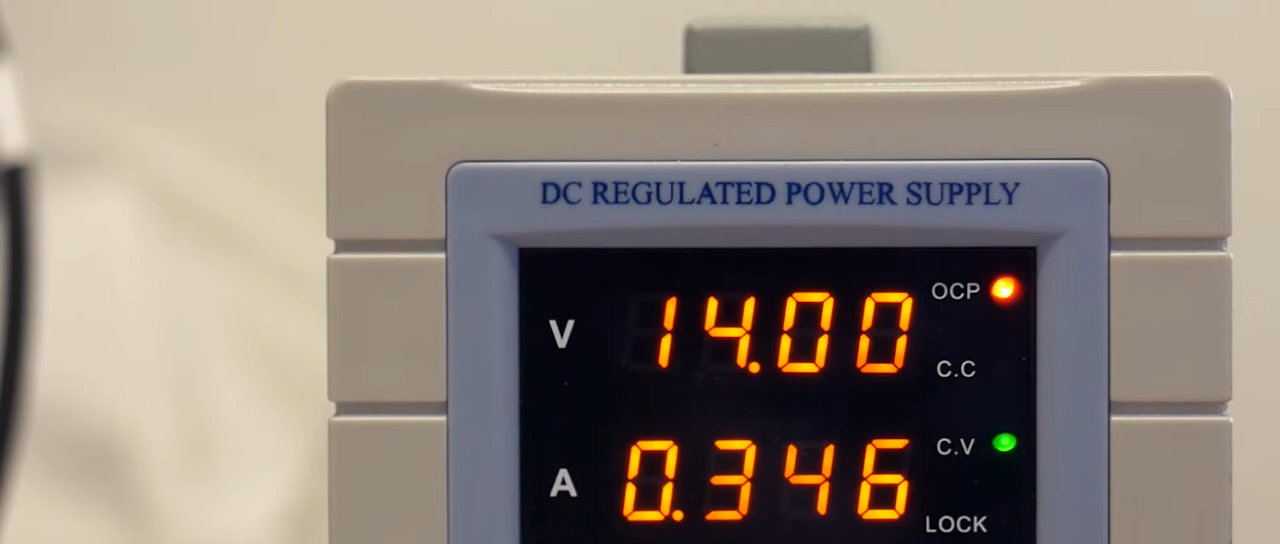 DC REGULATED POWER SUPPLY
V 14.00 OCP
C.C
C.V
A 0.346
LOCK